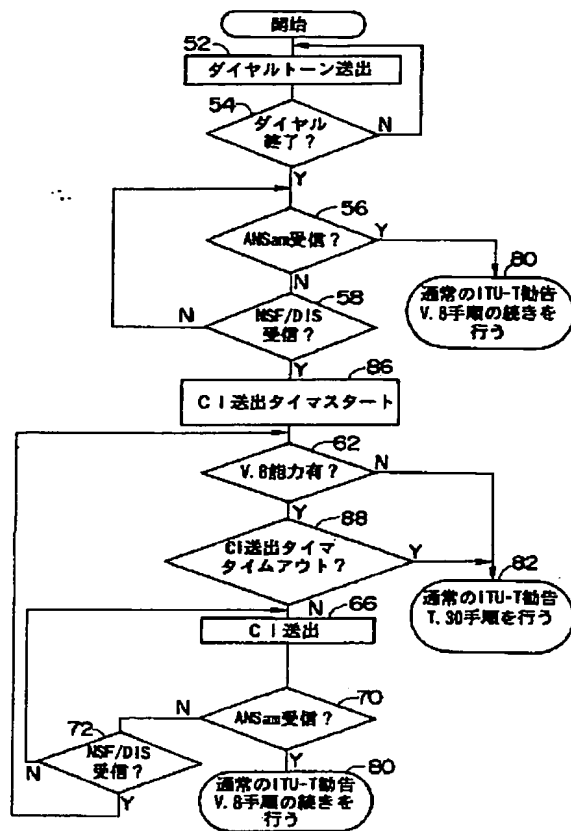 開始
52
ダイヤルトーン送出
54
ダイヤル
終了?
N
Y
56
ANSam受信?
Y
N
80
通常のITU-T勧告
V.8手順の続きを
行う
58
NSF/DIS
受信?
N
Y
86
CI送出タイマスタート
62
V.8能力有?
N
Y
88
CI送出タイマ
タイムアウト?
Y
N
82
通常のITU-T勧告
T.30手順を行う
66
CI送出
70
ANSam受信?
N
Y
72
NSF/DIS
受信?
N
Y
80
通常のITU-T勧告
V.8手順の続きを
行う